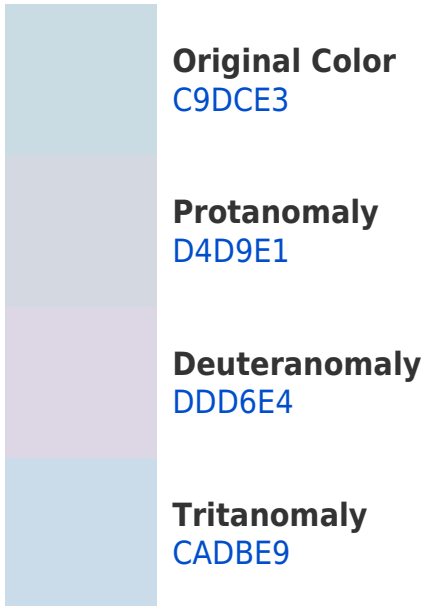 Original Color
C9DCE3
Protanomaly
D4D9E1
Deuteranomaly
DDD6E4
Tritanomaly
CADBE9